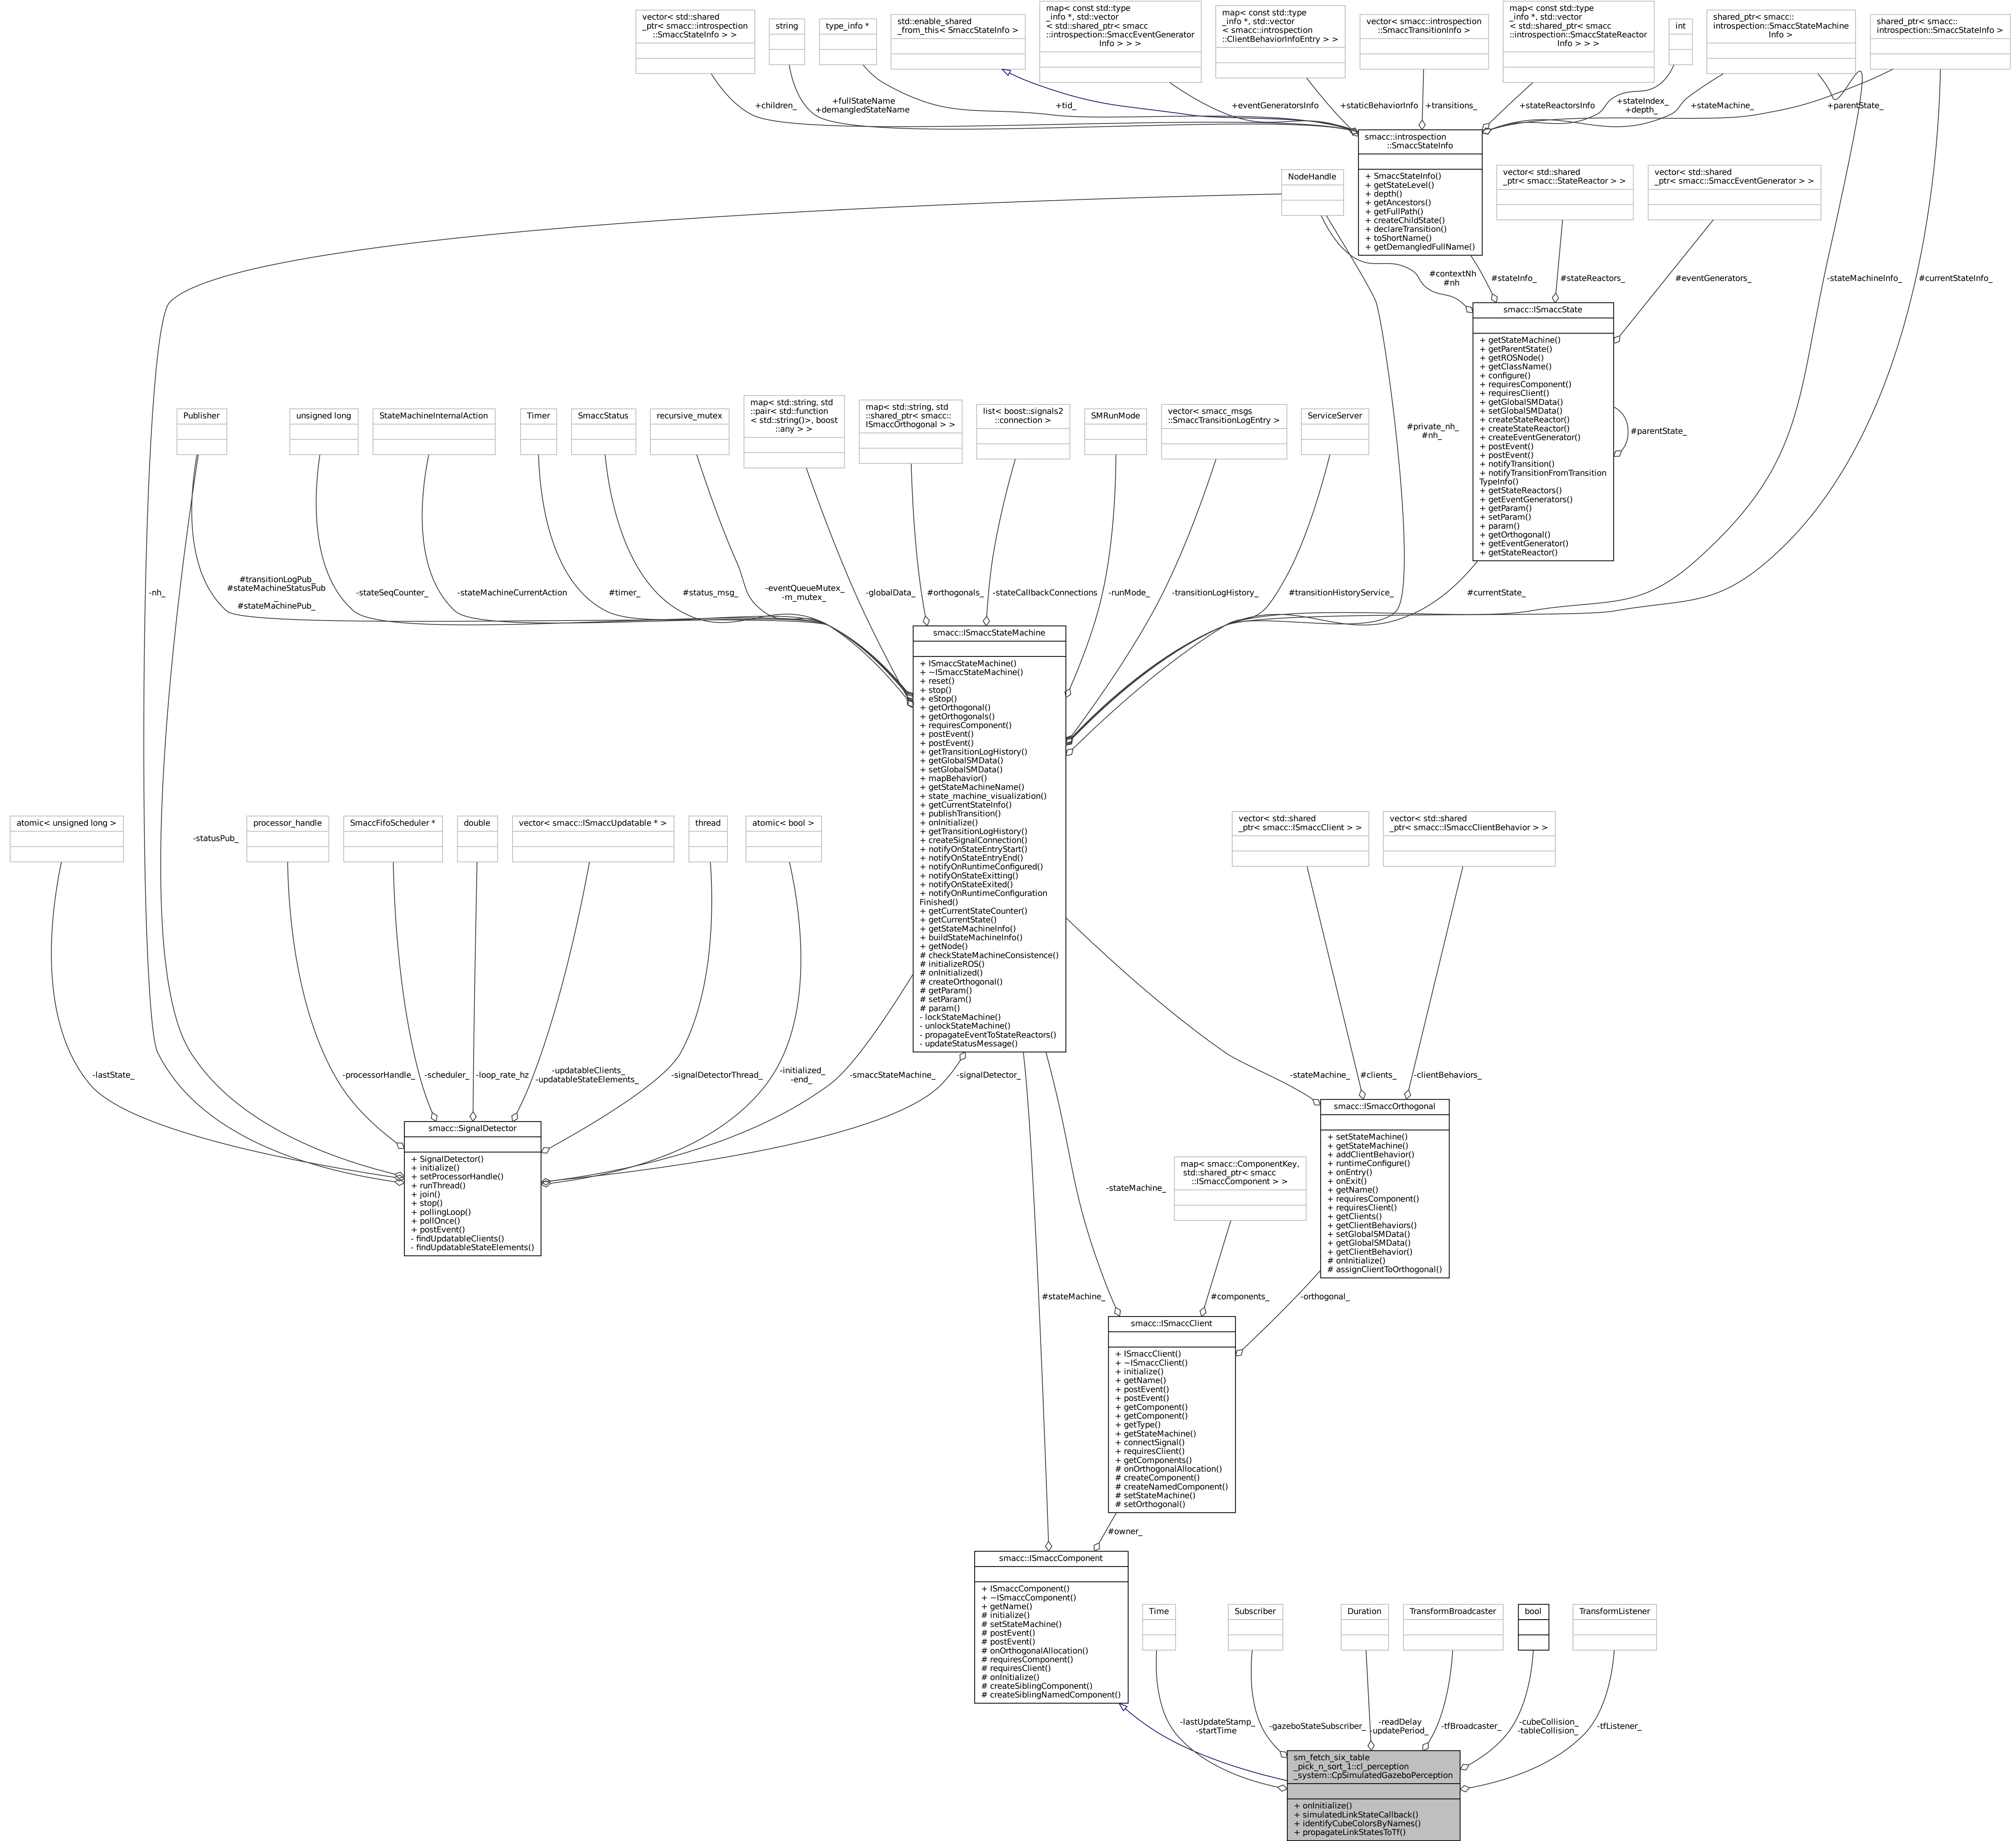 vector< std::shared
_ptr< smacc::introspection
::SmaccStateInfo > >
string
type_info *
std::enable_shared
_from_this< SmaccStateInfo >
map< const std::type
_info *, std::vector
< std::shared_ptr< smacc
::introspection::SmaccEventGenerator
Info > > >
map< const std::type
_info *, std::vector
< smacc::introspection
::ClientBehaviorInfoEntry > >
vector< smacc::introspection
::SmaccTransitionInfo >
map< const std::type
_info *, std::vector
< std::shared_ptr< smacc
::introspection::SmaccStateReactor
Info > > >
int
shared_ptr< smacc::
introspection::SmaccStateMachine
Info >
shared_ptr< smacc::
introspection::SmaccStateInfo >
+children_
+fullStateName
+demangledStateName
+tid_
+eventGeneratorsInfo
+staticBehaviorInfo
+transitions_
+stateReactorsInfo
+stateIndex_
+depth_
+stateMachine_
+parentState_
smacc::introspection
::SmaccStateInfo
+ SmaccStateInfo()
+ getStateLevel()
+ depth()
+ getAncestors()
+ getFullPath()
+ createChildState()
+ declareTransition()
+ toShortName()
+ getDemangledFullName()
NodeHandle
vector< std::shared
_ptr< smacc::StateReactor > >
vector< std::shared
_ptr< smacc::SmaccEventGenerator > >
#contextNh
#nh
#stateInfo_
#stateReactors_
#eventGenerators_
-stateMachineInfo_
#currentStateInfo_
smacc::ISmaccState
+ getStateMachine()
+ getParentState()
+ getROSNode()
+ getClassName()
+ configure()
+ requiresComponent()
+ requiresClient()
+ getGlobalSMData()
+ setGlobalSMData()
+ createStateReactor()
+ createStateReactor()
+ createEventGenerator()
+ postEvent()
+ postEvent()
+ notifyTransition()
+ notifyTransitionFromTransition
TypeInfo()
+ getStateReactors()
+ getEventGenerators()
+ getParam()
+ setParam()
+ param()
+ getOrthogonal()
+ getEventGenerator()
+ getStateReactor()
#parentState_
Publisher
unsigned long
StateMachineInternalAction
Timer
SmaccStatus
recursive_mutex
map< std::string, std
::pair< std::function
< std::string()>, boost
::any > >
map< std::string, std
::shared_ptr< smacc::
ISmaccOrthogonal > >
list< boost::signals2
::connection >
SMRunMode
vector< smacc_msgs
::SmaccTransitionLogEntry >
ServiceServer
#private_nh_
#nh_
-nh_
#transitionLogPub_
#stateMachineStatusPub
_
#stateMachinePub_
-stateSeqCounter_
-stateMachineCurrentAction
#timer_
#status_msg_
-eventQueueMutex_
-m_mutex_
-globalData_
#orthogonals_
-stateCallbackConnections
-runMode_
-transitionLogHistory_
#transitionHistoryService_
#currentState_
smacc::ISmaccStateMachine
+ ISmaccStateMachine()
+ ~ISmaccStateMachine()
+ reset()
+ stop()
+ eStop()
+ getOrthogonal()
+ getOrthogonals()
+ requiresComponent()
+ postEvent()
+ postEvent()
+ getTransitionLogHistory()
+ getGlobalSMData()
+ setGlobalSMData()
+ mapBehavior()
+ getStateMachineName()
+ state_machine_visualization()
+ getCurrentStateInfo()
+ publishTransition()
+ onInitialize()
+ getTransitionLogHistory()
+ createSignalConnection()
+ notifyOnStateEntryStart()
+ notifyOnStateEntryEnd()
+ notifyOnRuntimeConfigured()
+ notifyOnStateExitting()
+ notifyOnStateExited()
+ notifyOnRuntimeConfiguration
Finished()
+ getCurrentStateCounter()
+ getCurrentState()
+ getStateMachineInfo()
+ buildStateMachineInfo()
+ getNode()
# checkStateMachineConsistence()
# initializeROS()
# onInitialized()
# createOrthogonal()
# getParam()
# setParam()
# param()
- lockStateMachine()
- unlockStateMachine()
- propagateEventToStateReactors()
- updateStatusMessage()
atomic< unsigned long >
-statusPub_
processor_handle
SmaccFifoScheduler *
double
vector< smacc::ISmaccUpdatable * >
thread
atomic< bool >
vector< std::shared
_ptr< smacc::ISmaccClient > >
vector< std::shared
_ptr< smacc::ISmaccClientBehavior > >
-lastState_
-processorHandle_
-scheduler_
-loop_rate_hz
-updatableClients_
-updatableStateElements_
-signalDetectorThread_
-initialized_
-end_
-smaccStateMachine_
-signalDetector_
-stateMachine_
#clients_
-clientBehaviors_
smacc::SignalDetector
+ SignalDetector()
+ initialize()
+ setProcessorHandle()
+ runThread()
+ join()
+ stop()
+ pollingLoop()
+ pollOnce()
+ postEvent()
- findUpdatableClients()
- findUpdatableStateElements()
smacc::ISmaccOrthogonal
+ setStateMachine()
+ getStateMachine()
+ addClientBehavior()
+ runtimeConfigure()
+ onEntry()
+ onExit()
+ getName()
+ requiresComponent()
+ requiresClient()
+ getClients()
+ getClientBehaviors()
+ setGlobalSMData()
+ getGlobalSMData()
+ getClientBehavior()
# onInitialize()
# assignClientToOrthogonal()
map< smacc::ComponentKey,
std::shared_ptr< smacc
::ISmaccComponent > >
-stateMachine_
#stateMachine_
#components_
-orthogonal_
smacc::ISmaccClient
+ ISmaccClient()
+ ~ISmaccClient()
+ initialize()
+ getName()
+ postEvent()
+ postEvent()
+ getComponent()
+ getComponent()
+ getType()
+ getStateMachine()
+ connectSignal()
+ requiresClient()
+ getComponents()
# onOrthogonalAllocation()
# createComponent()
# createNamedComponent()
# setStateMachine()
# setOrthogonal()
#owner_
smacc::ISmaccComponent
+ ISmaccComponent()
+ ~ISmaccComponent()
+ getName()
# initialize()
# setStateMachine()
# postEvent()
# postEvent()
# onOrthogonalAllocation()
# requiresComponent()
# requiresClient()
# onInitialize()
# createSiblingComponent()
# createSiblingNamedComponent()
Time
Subscriber
Duration
TransformBroadcaster
bool
TransformListener
-lastUpdateStamp_
-startTime
-gazeboStateSubscriber_
-readDelay
-updatePeriod_
-tfBroadcaster_
-cubeCollision_
-tableCollision_
-tfListener_
sm_fetch_six_table
_pick_n_sort_1::cl_perception
_system::CpSimulatedGazeboPerception
+ onInitialize()
+ simulatedLinkStateCallback()
+ identifyCubeColorsByNames()
+ propagateLinkStatesToTf()